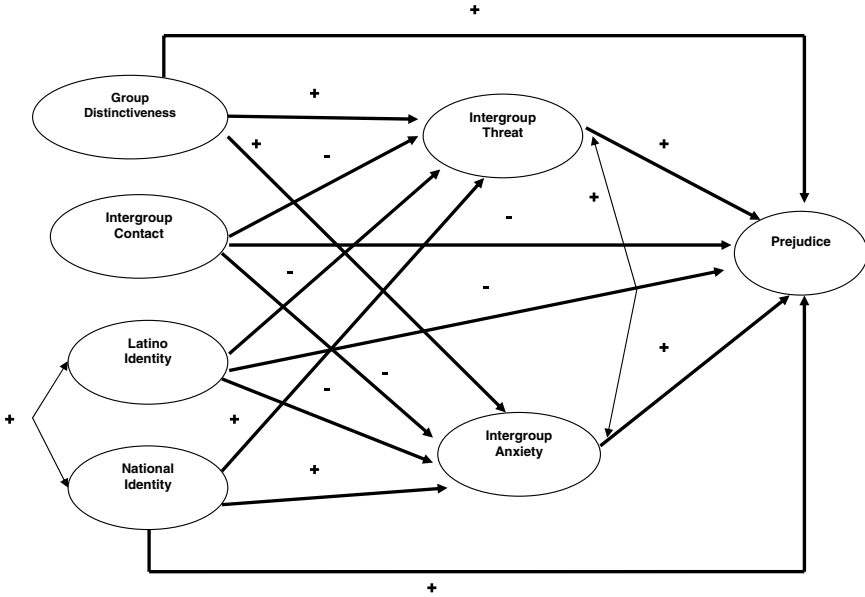 +
Group
Distinctiveness
+
Intergroup
Threat
+
+
-
+
Intergroup
Contact
-
Prejudice
-
-
Latino
Identity
+
-
-
+
+
Intergroup
Anxiety
National
Identity
+
+